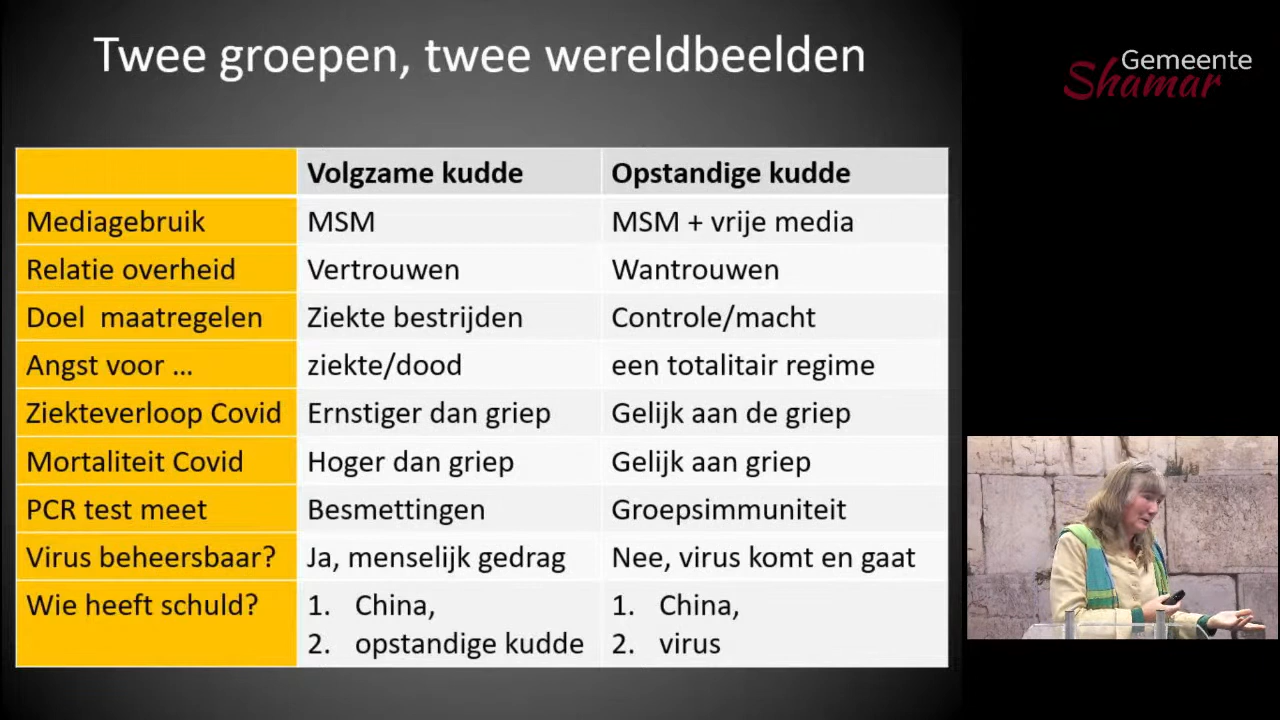 Twee groepen, twee wereldbeelden
Gemeente
Shamar
Volgzame kudde Opstandige kudde
Mediagebruik MSM MSM + vrije media
Relatie overheid Vertrouwen Wantrouwen
Doel maatregelen Ziekte bestrijden Controle/macht
Angst voor ... ziekte/dood een totalitair regime
Ziekteverloop Covid Ernstiger dan griep Gelijk aan de griep
Mortaliteit Covid Hoger dan griep Gelijk aan griep
PCR test meet Besmettingen Groepsimmuniteit
Virus beheersbaar? Ja, menselijk gedrag Nee, virus komt en gaat
Wie heeft schuld? 1. China, 1. China,
2. opstandige kudde 2. virus